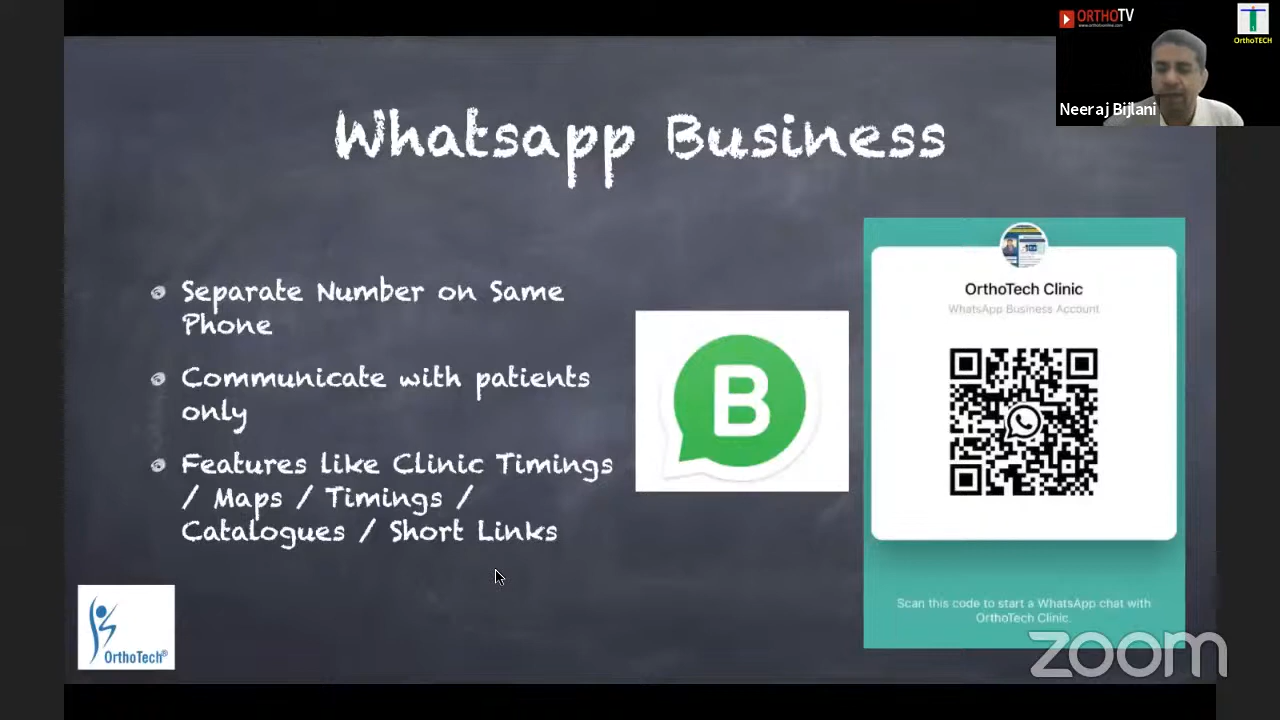 ORTHOTV
www.orthotvonline.com
OrthoTECH
Neeraj Bijlani
Whatsapp Business
Separate Number on Same
Phone
Communicate with patients
only
Features like Clinic Timings
/ Maps / Timings /
Catalogues / Short Links
B
OrthoTech Clinic
WhatsApp Business Account
Scan this code to start a WhatsApp chat with
OrthoTech Clinic.
OrthoTech®
zoom